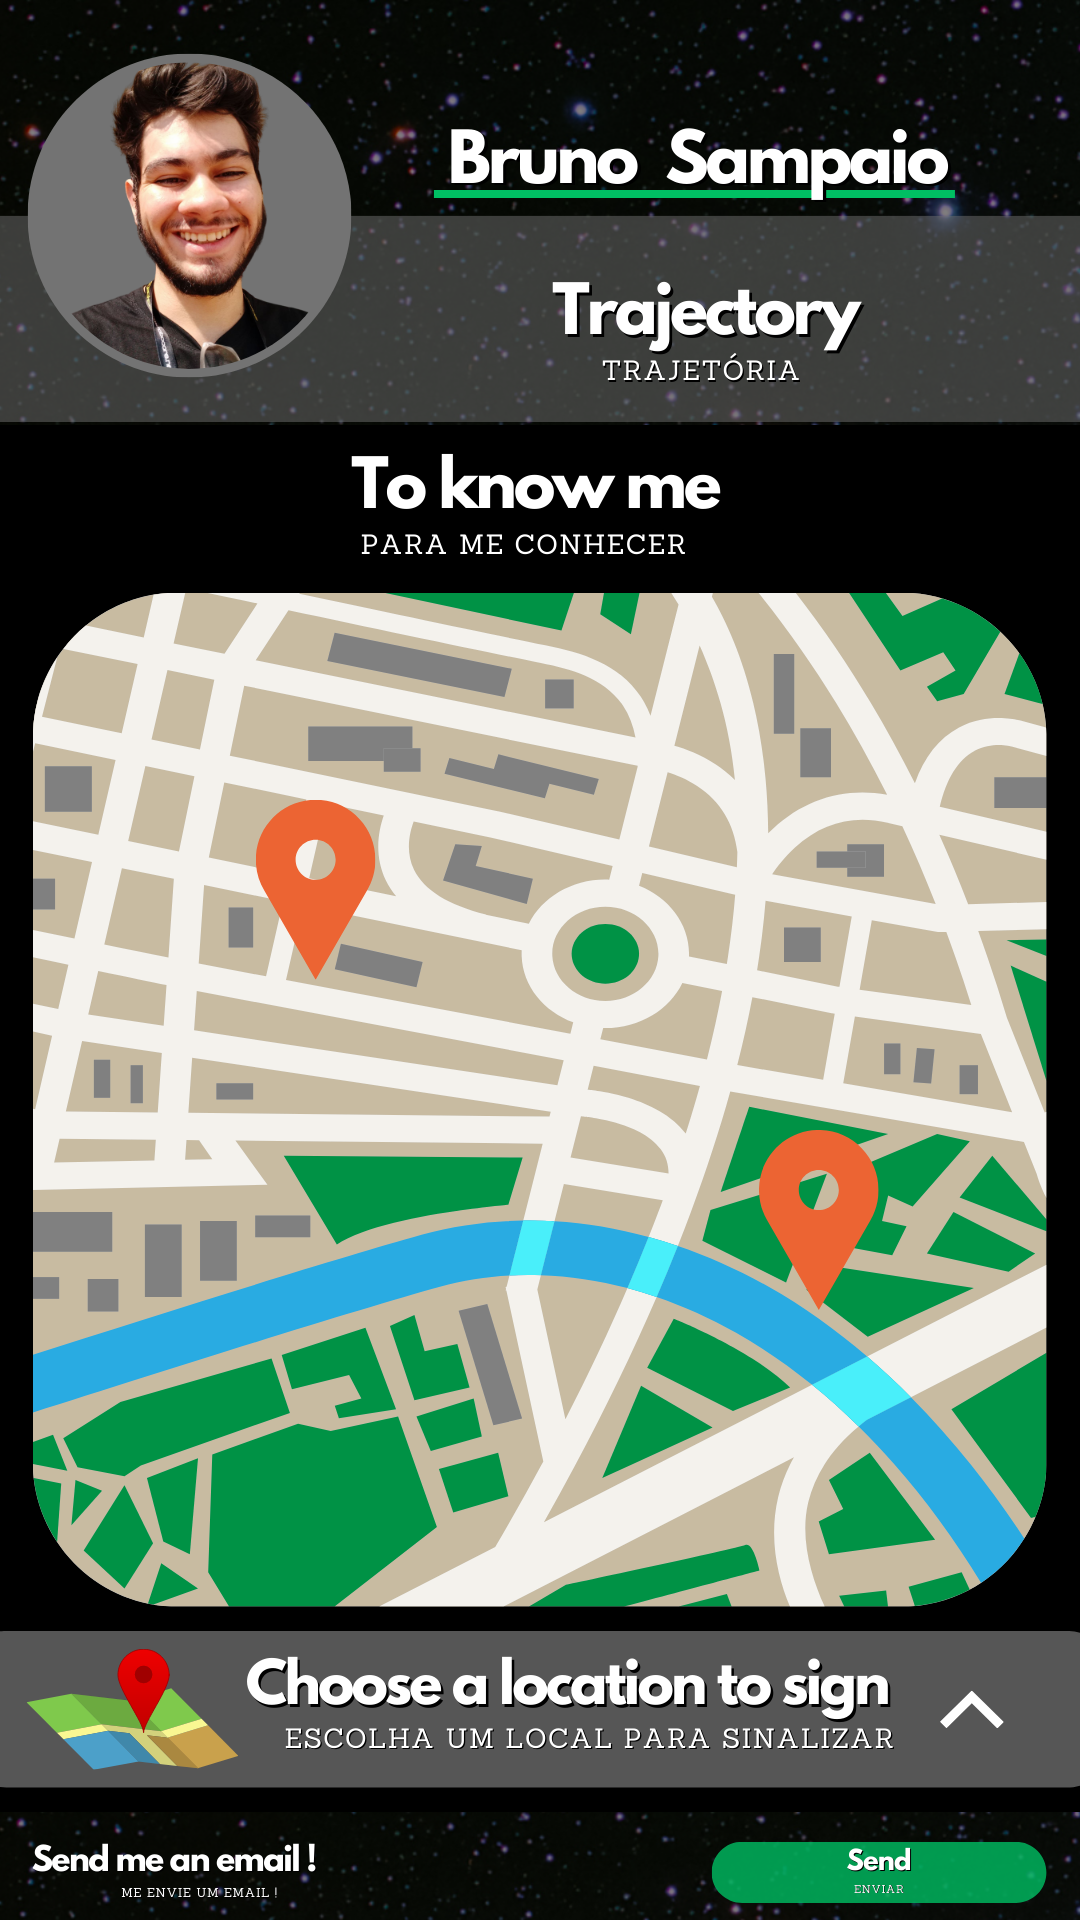 Bruno Sampaio
Trajectory
TRAJETÓRIA
To know me
PARA ME CONHECER
Choose a location to sign
ESCOLHA UM LOCAL PARA SINALIZAR
Send me an email !
ME ENVIE UM EMAIL !
Send
ENVIAR